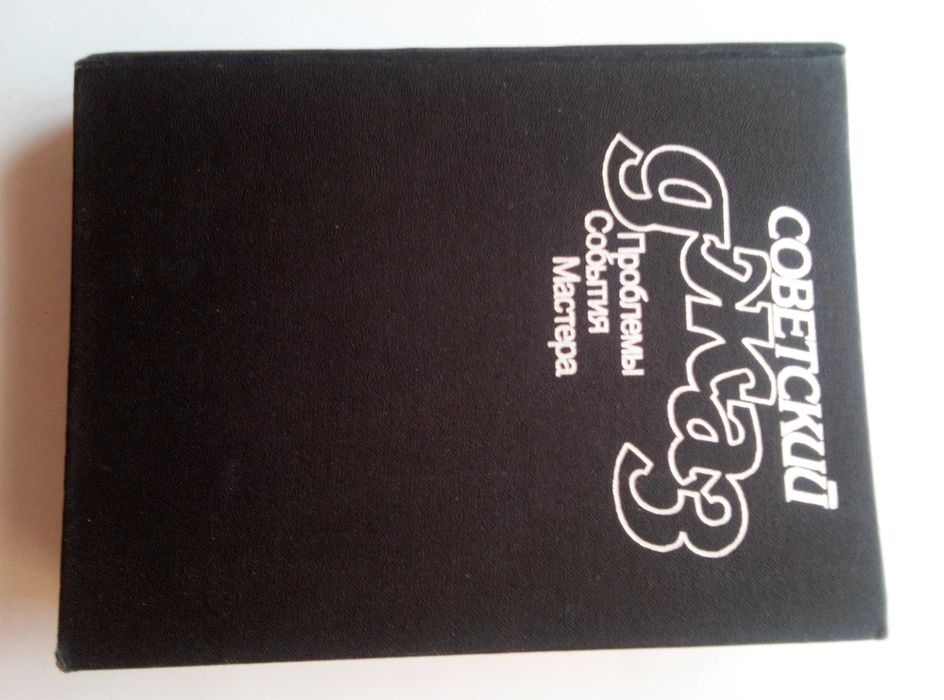 СОВЕТСКИЙ
джаз
Проблемы
События
Мастера